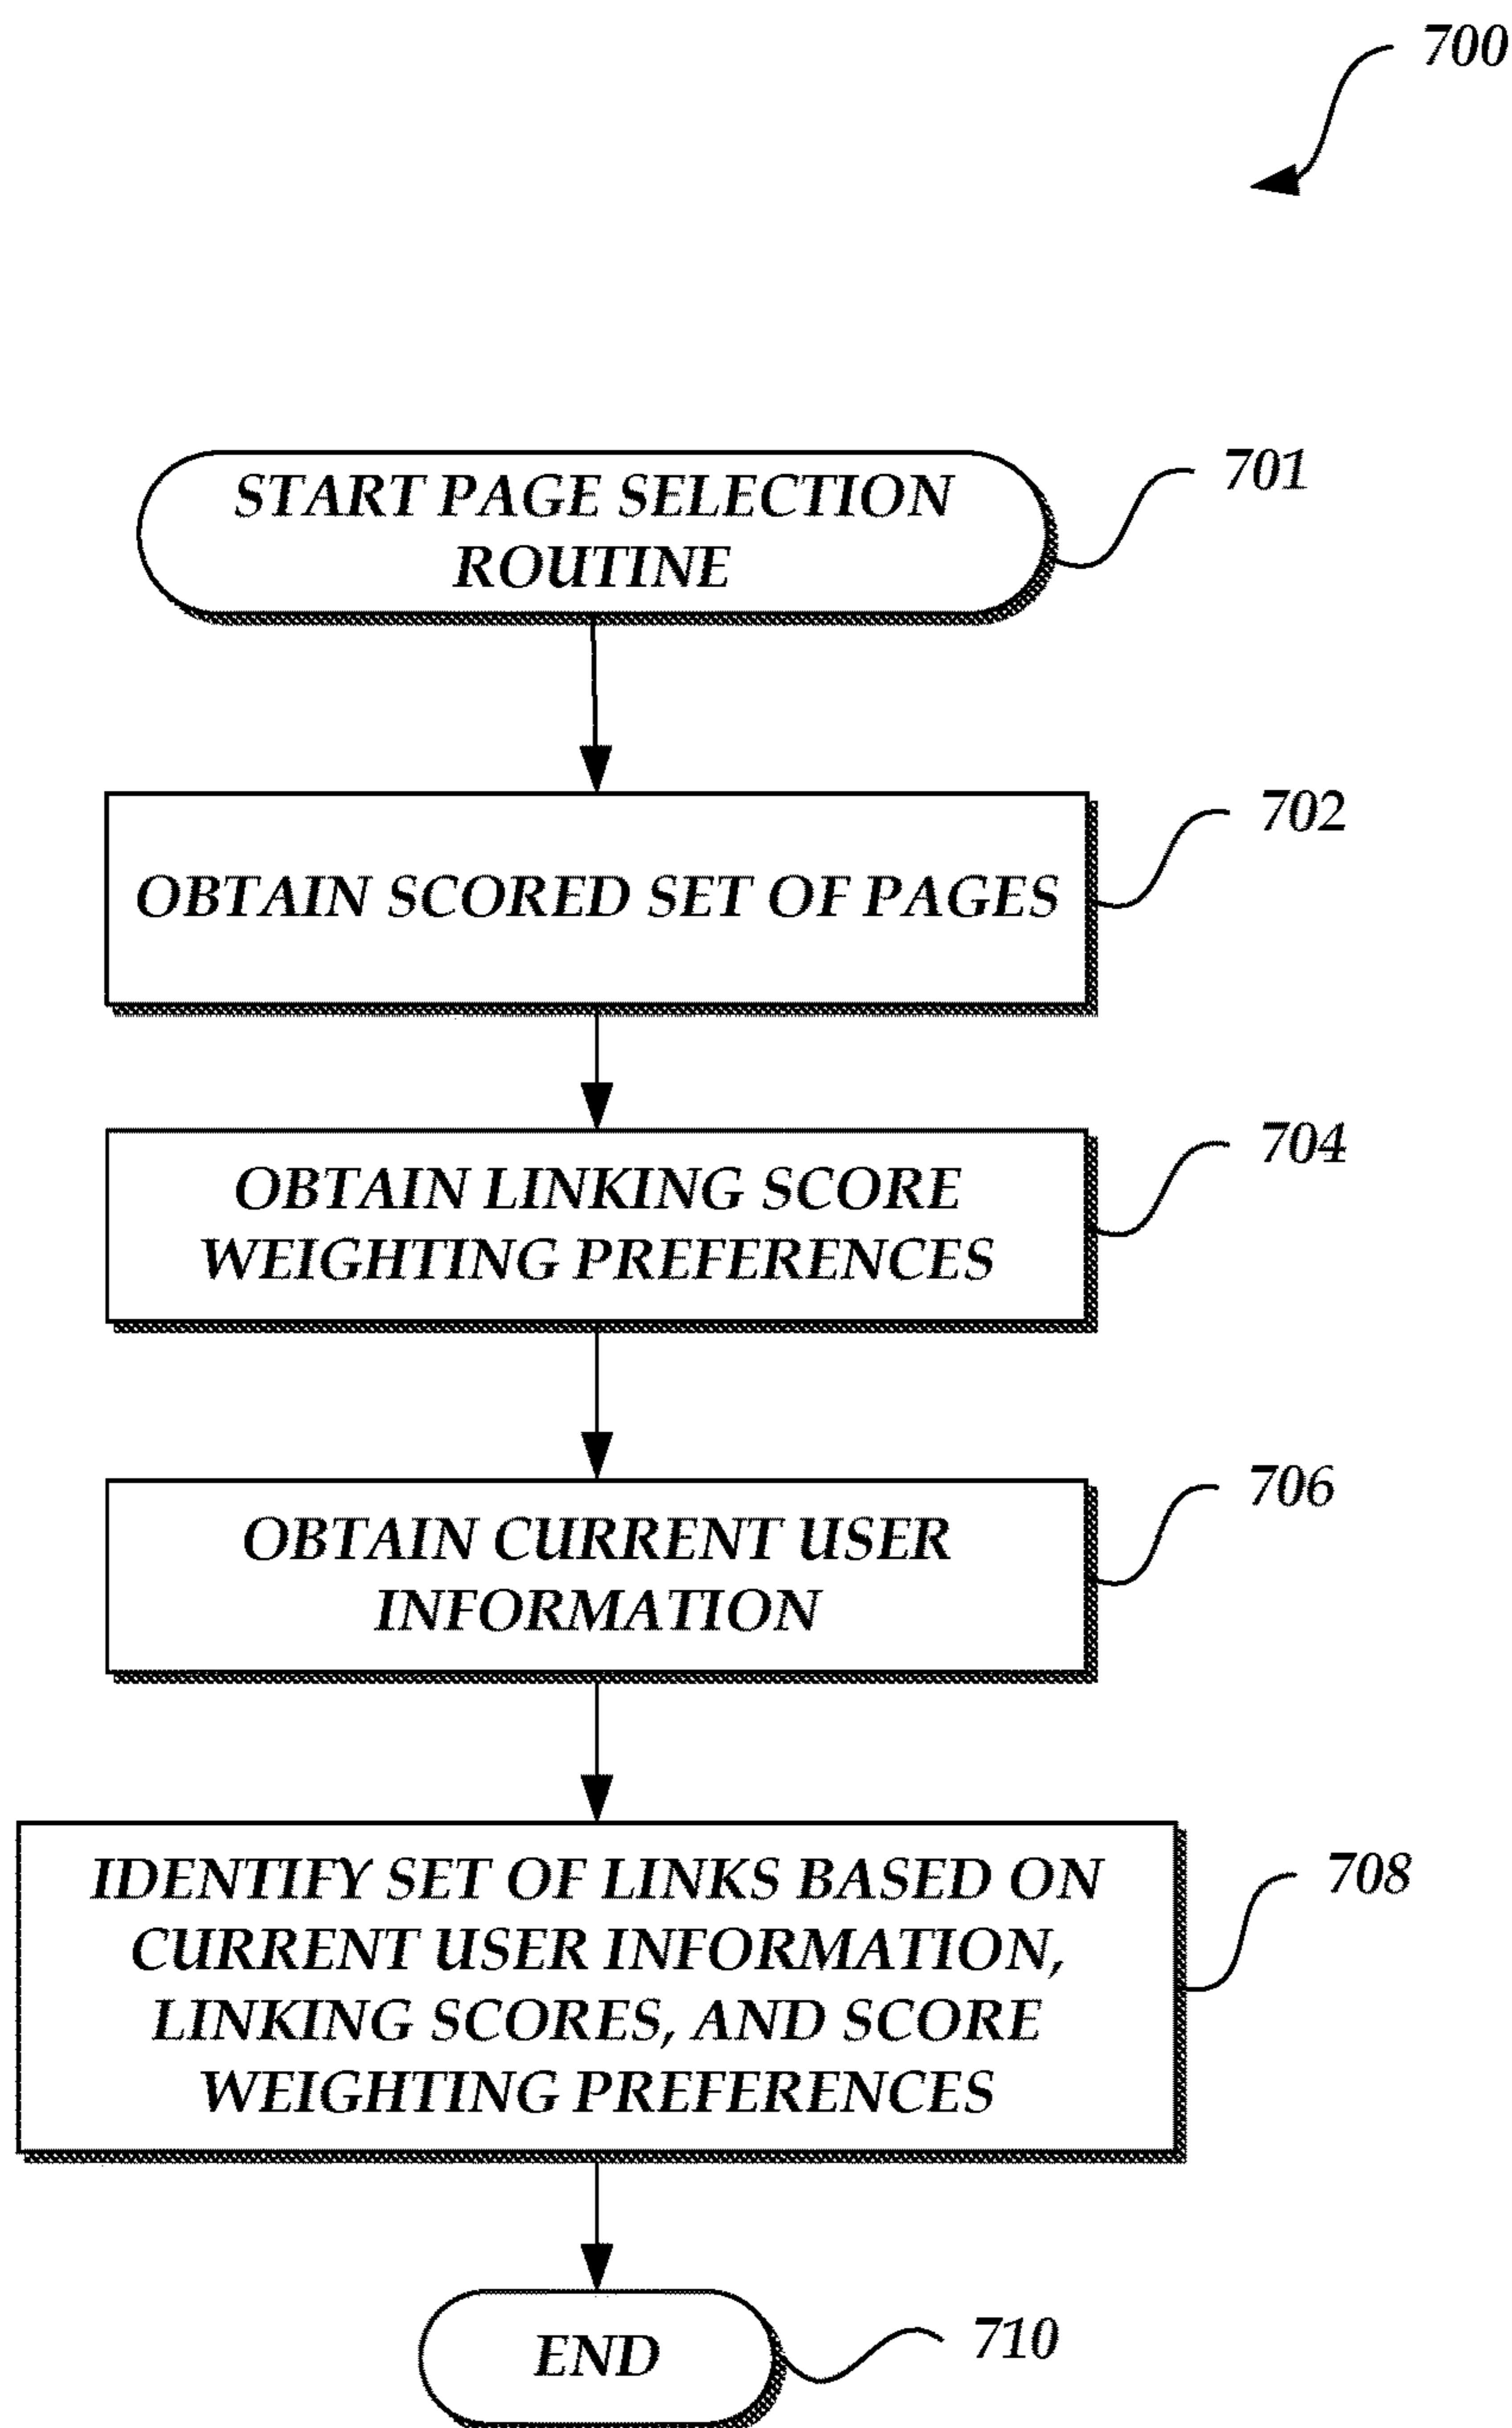 700
START PAGE SELECTION
ROUTINE
701
OBTAIN SCORED SET OF PAGES
702
OBTAIN LINKING SCORE
WEIGHTING PREFERENCES
704
OBTAIN CURRENT USER
INFORMATION
706
IDENTIFY SET OF LINKS BASED ON
CURRENT USER INFORMATION,
LINKING SCORES, AND SCORE
WEIGHTING PREFERENCES
708
END
710